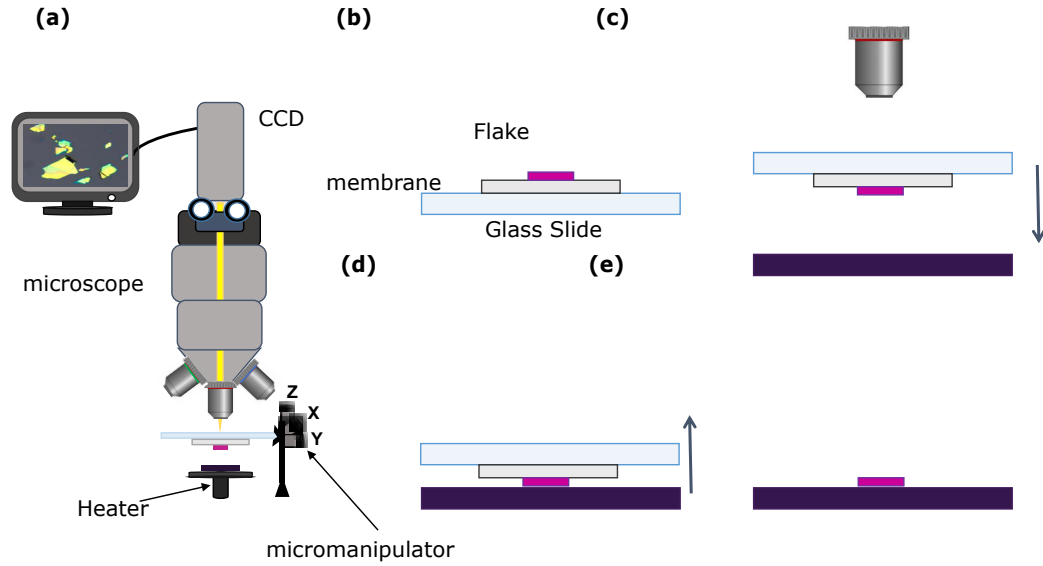 (a)
(b)
(c)
CCD
Flake
membrane
Glass Slide
(d)
(e)
microscope
Z
X
Y
Heater
micromanipulator